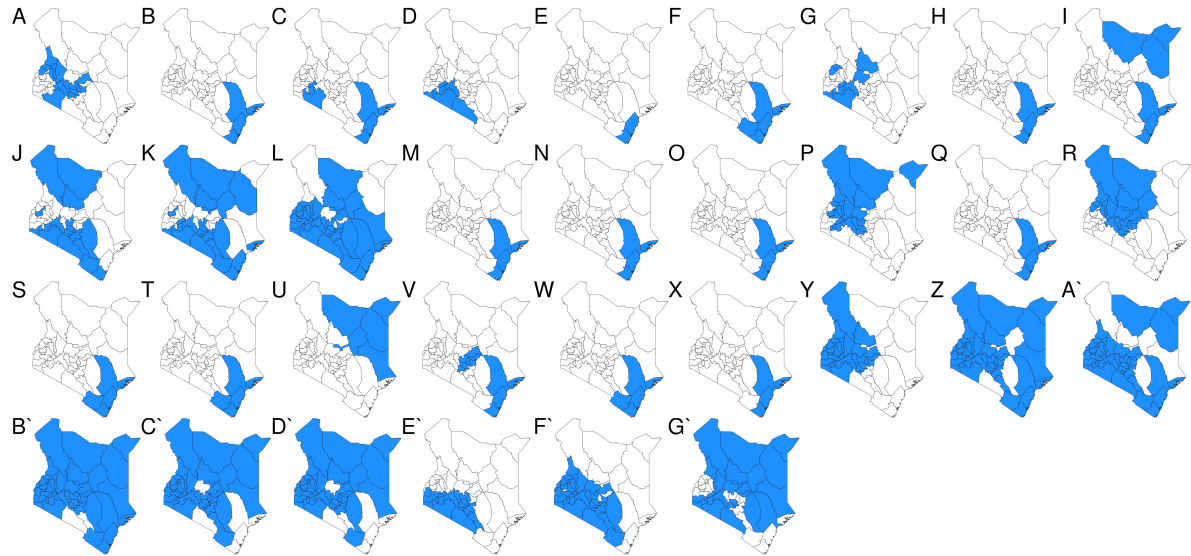 A B C D E F G H I
J K L M N O P Q R
S T U V W X Y Z A`
B` C` D` E` F` G`